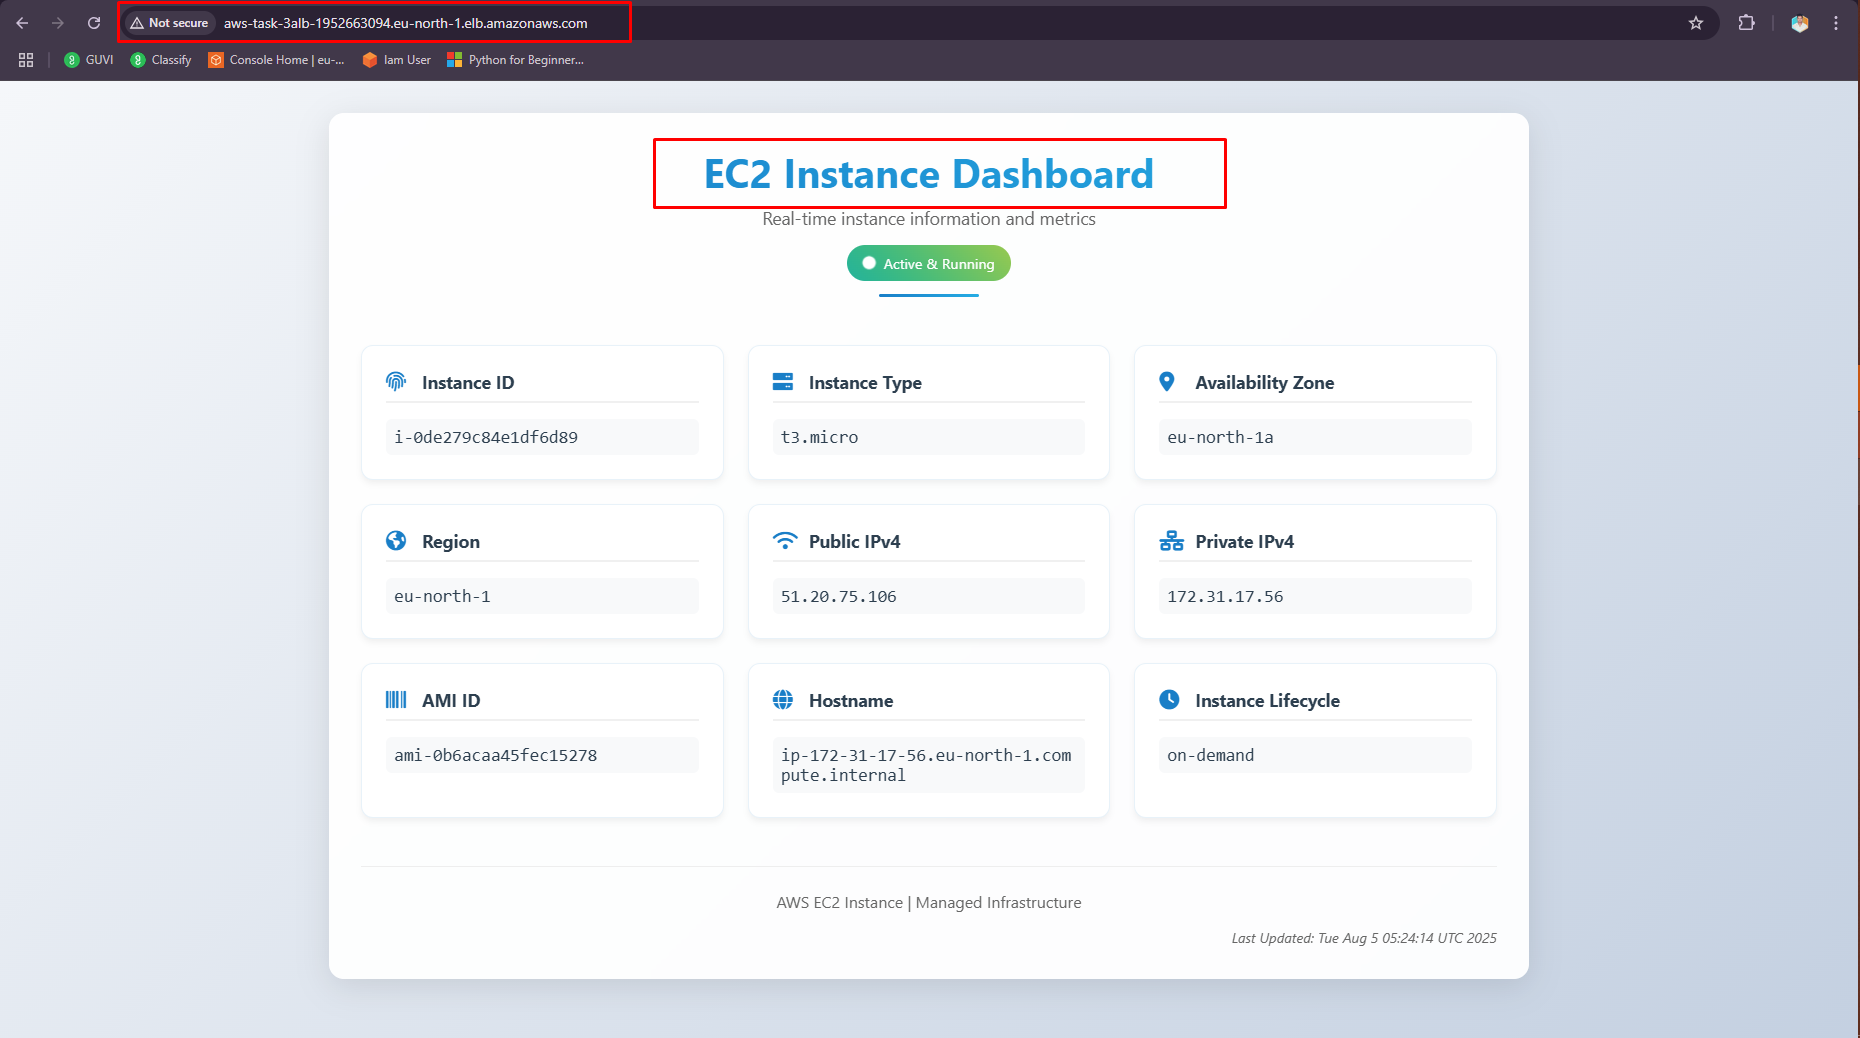 Not secure aws-task-3alb-1952663094.eu-north-1.elb.amazonaws.com
GUVI Classify Console Home | eu-... Iam User Python for Beginner...
EC2 Instance Dashboard
Real-time instance information and metrics
Active & Running
Instance ID
i-0de279c84e1df6d89
Instance Type
t3.micro
Availability Zone
eu-north-1a
Region
eu-north-1
Public IPv4
51.20.75.106
Private IPv4
172.31.17.56
AMI ID
ami-0b6acaa45fec15278
Hostname
ip-172-31-17-56.eu-north-1.com
pute.internal
Instance Lifecycle
on-demand
AWS EC2 Instance | Managed Infrastructure
Last Updated: Tue Aug 5 05:24:14 UTC 2025